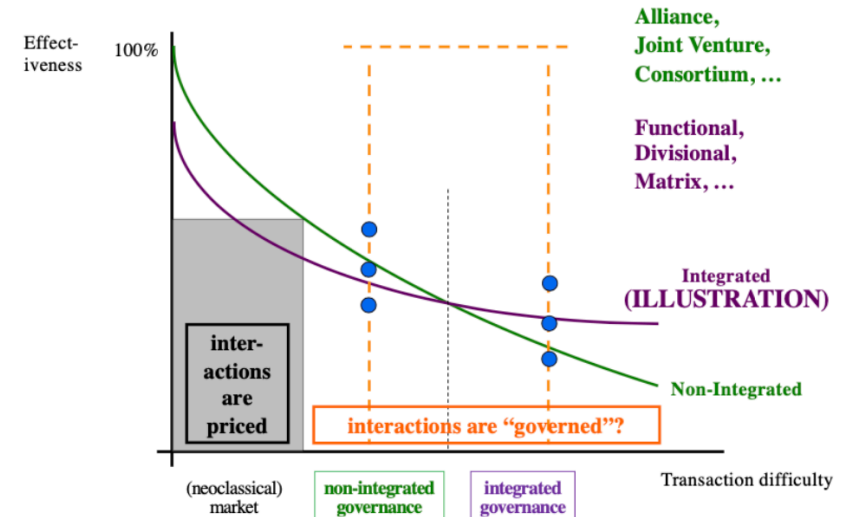 Effect-
iveness
100%
Alliance,
Joint Venture,
Consortium, …
Functional,
Divisional,
Matrix, …
Integrated
(ILLUSTRATION)
Non-Integrated
inter-
actions
are
priced
interactions are “governed”?
Transaction difficulty
(neoclassical)
market
non-integrated
governance
integrated
governance